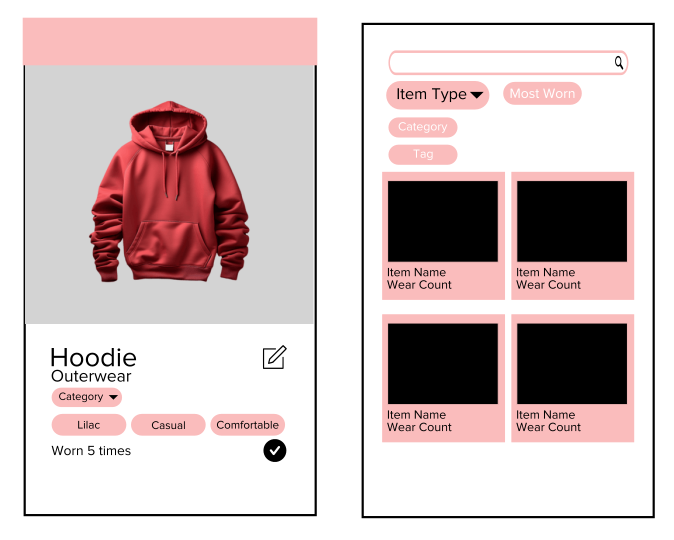 Hoodie
Outerwear
Category
Lilac
Casual
Comfortable
Worn 5 times
Item Type
Most Worn
Category
Tag
Item Name
Wear Count
Item Name
Wear Count
Item Name
Wear Count
Item Name
Wear Count